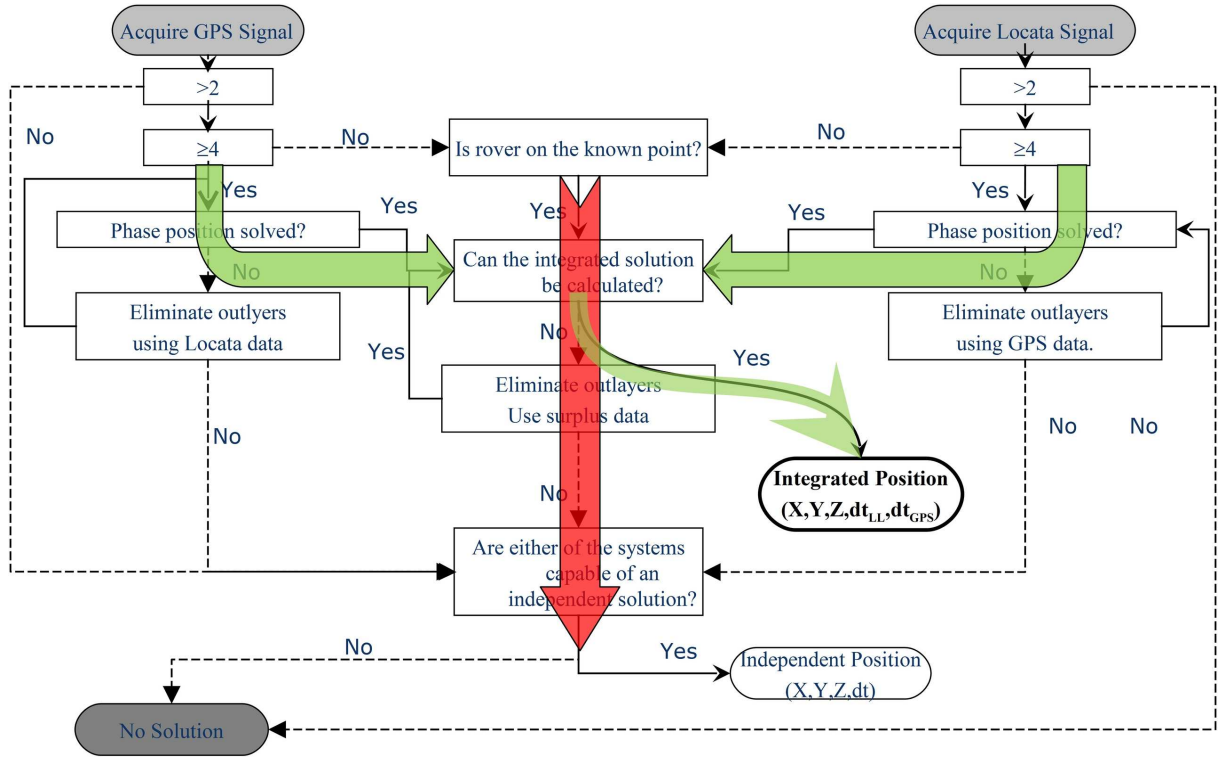 Acquire GPS Signal
Acquire Locata Signal
>2
>2
No
≥4
No
Is rover on the known point?
No
≥4
Yes
Yes
Yes
Yes
Yes
Phase position solved?
Phase position solved?
Can the integrated solution
be calculated?
No
No
Eliminate outlyers
using Locata data
Eliminate outlayers
using GPS data.
No
Yes
Yes
Eliminate outlayers
Use surplus data
No
No
No
Integrated Position
(X,Y,Z,dtLL,dtGPS)
No
Are either of the systems
capable of an
independent solution?
No
Yes
Independent Position
(X,Y,Z,dt)
No Solution